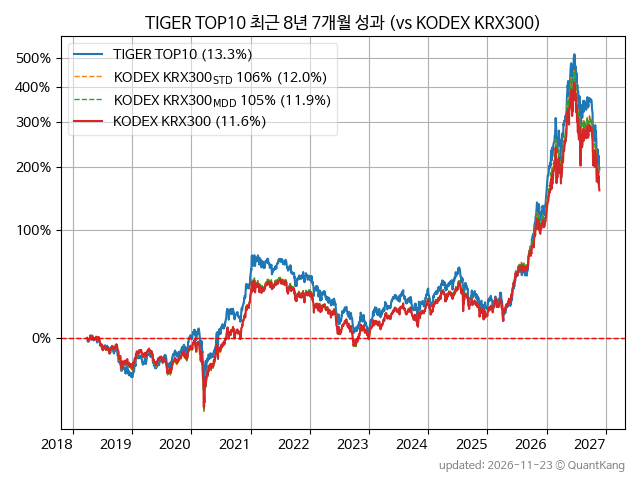 TIGER TOP10 최근 8년 7개월 성과 (vs KODEX KRX300)
TIGER TOP10 (13.3%)
KODEX KRX300STD 106% (12.0%)
KODEX KRX300MDD 105% (11.9%)
KODEX KRX300 (11.6%)
500%
400%
300%
200%
100%
0%
2018 2019 2020 2021 2022 2023 2024 2025 2026 2027
updated: 2026-11-23 © QuantKang